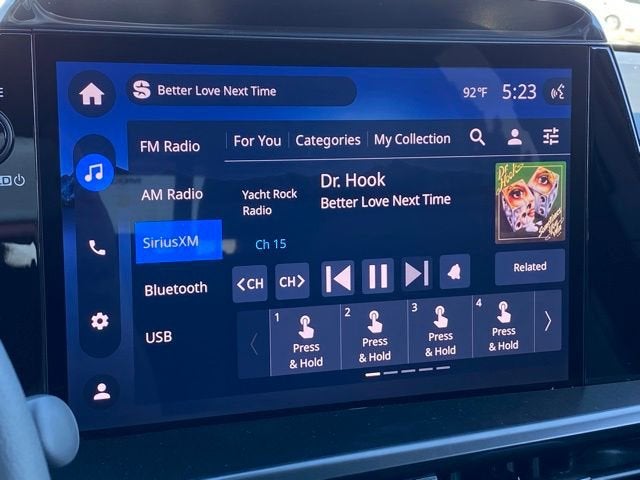 Better Love Next Time
92°F 5:23
FM Radio
AM Radio
SiriusXM
Bluetooth
USB
For You Categories My Collection
Yacht Rock
Radio
Ch 15
Dr. Hook
Better Love Next Time
<CH CH>
Related
1 Press
& Hold
2 Press
& Hold
3 Press
& Hold
4 Press
& Hold